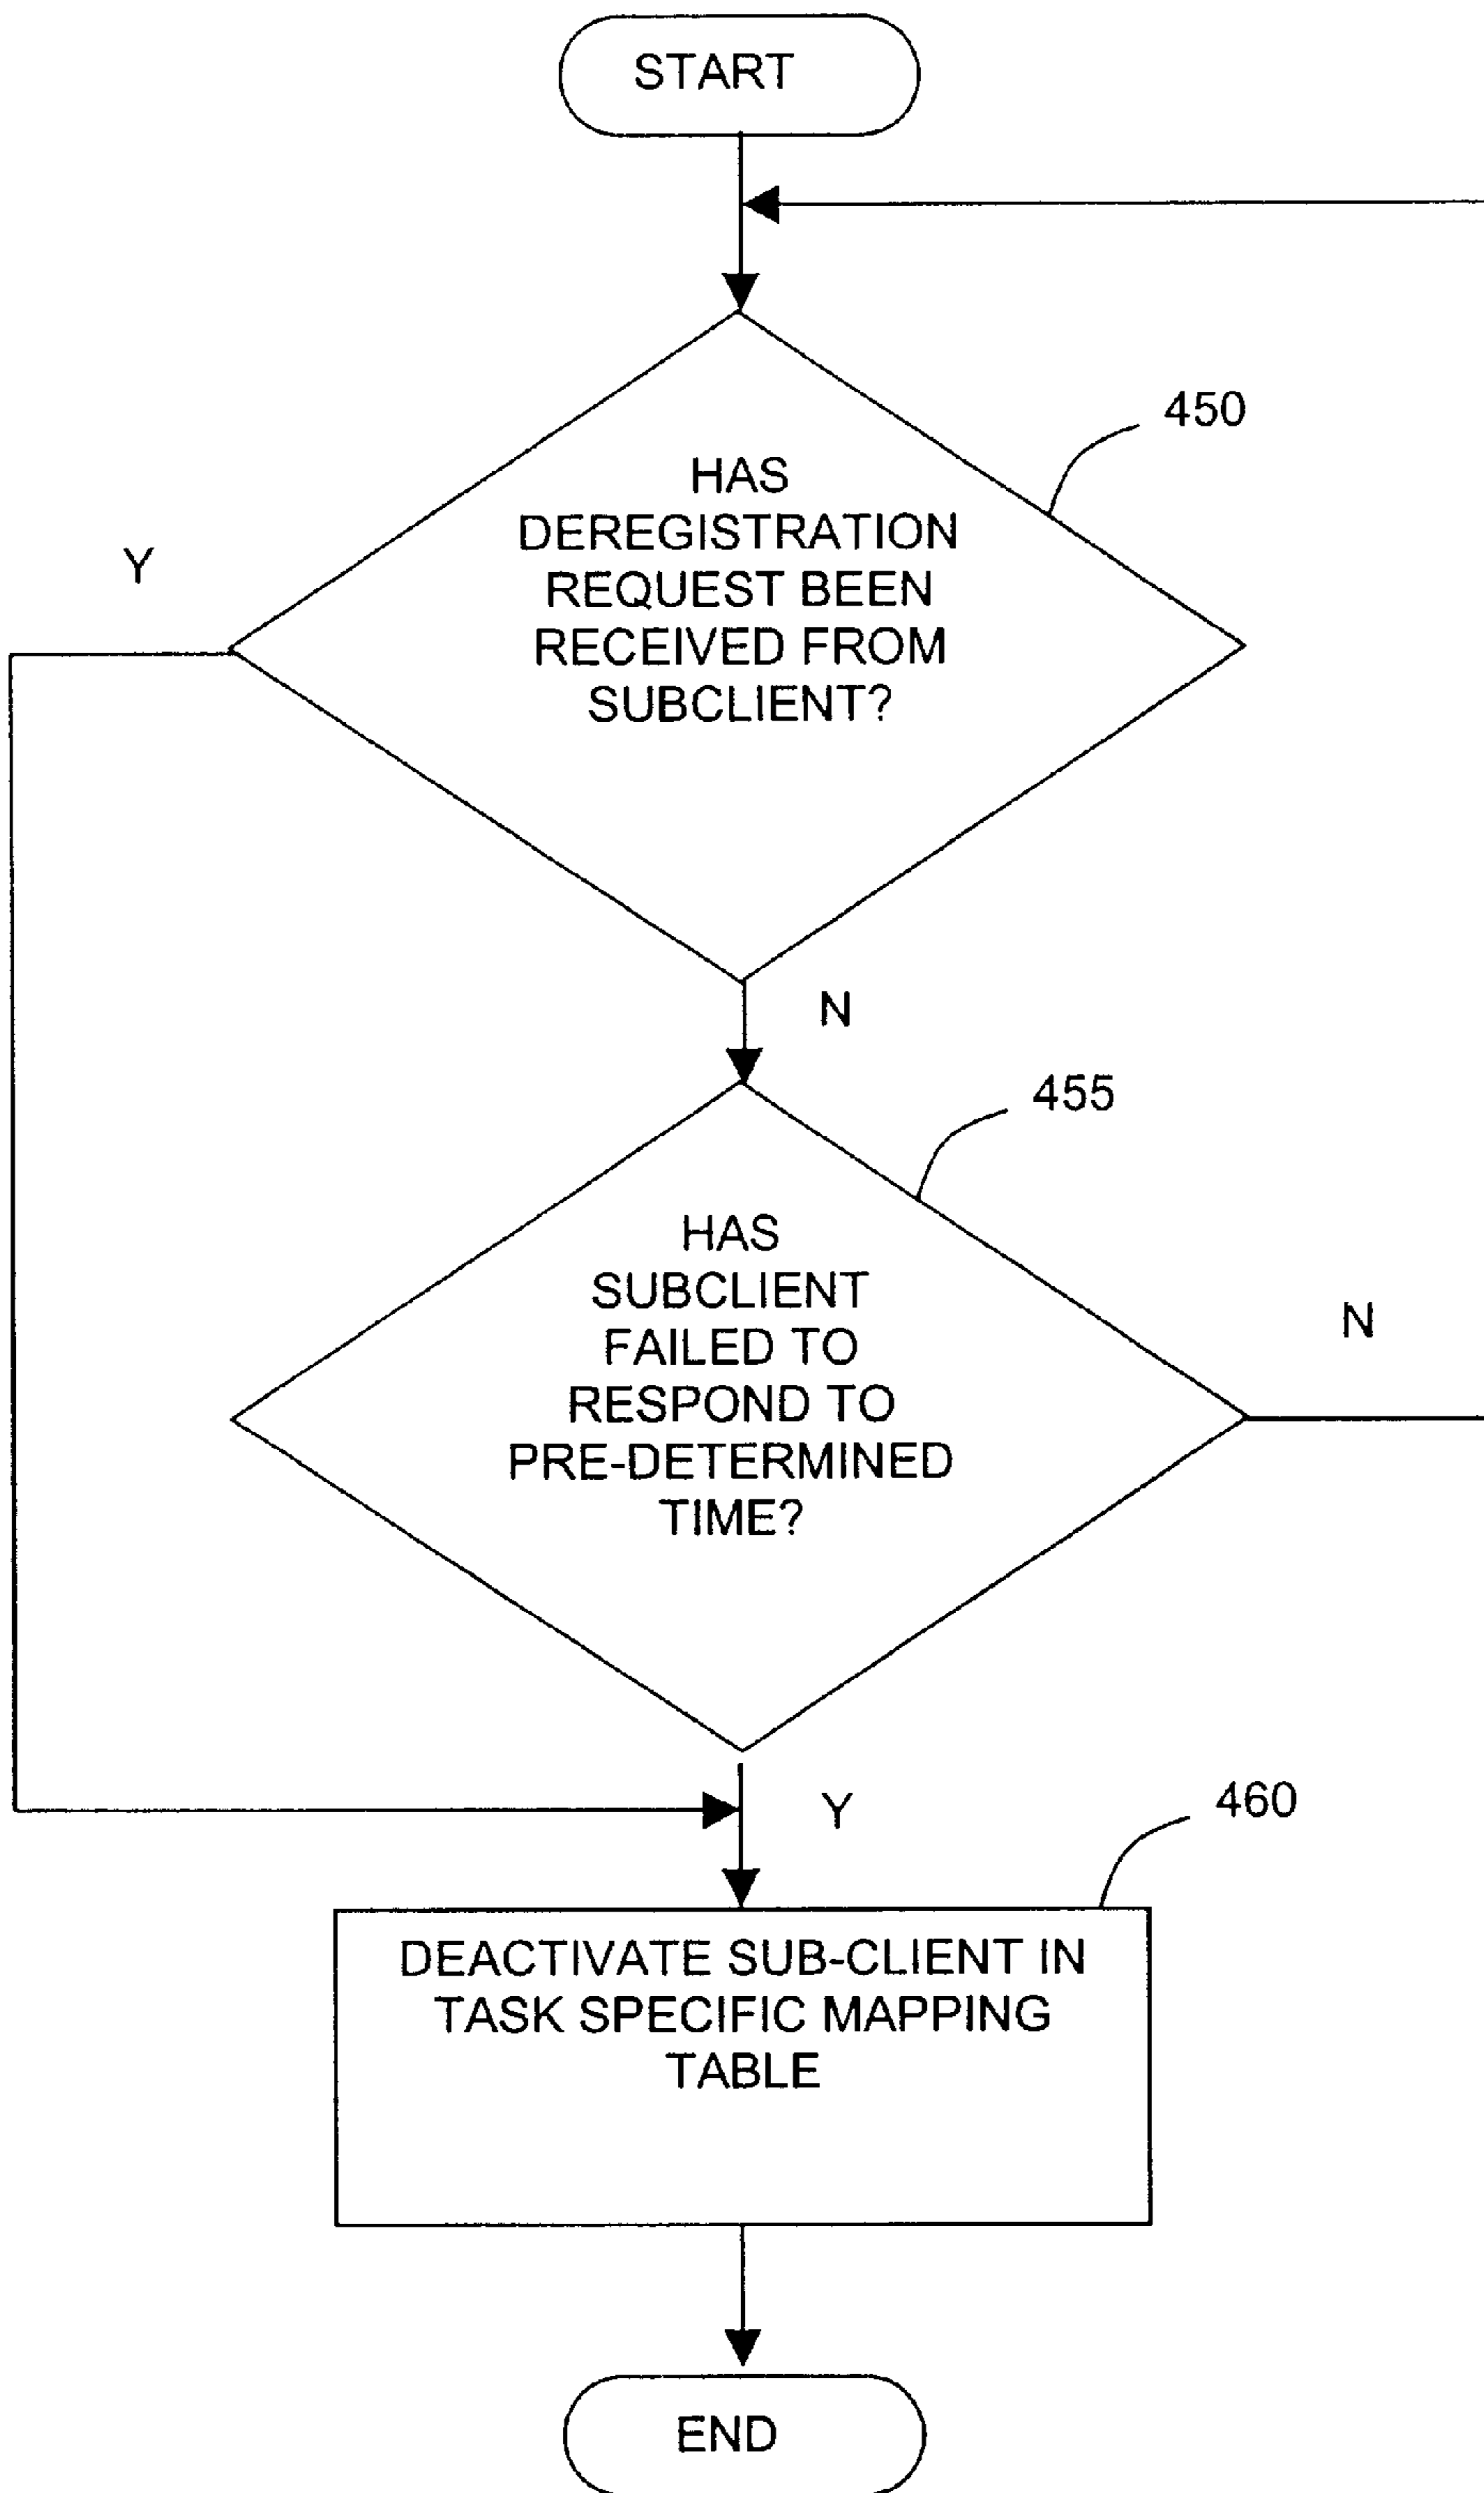 START
450
HAS
DEREGISTRATION
REQUEST BEEN
RECEIVED FROM
SUBCLIENT?
Y
N
455
HAS
SUBCLIENT
FAILED TO
RESPOND TO
PRE-DETERMINED
TIME?
N
Y
460
DEACTIVATE SUB-CLIENT IN
TASK SPECIFIC MAPPING
TABLE
END